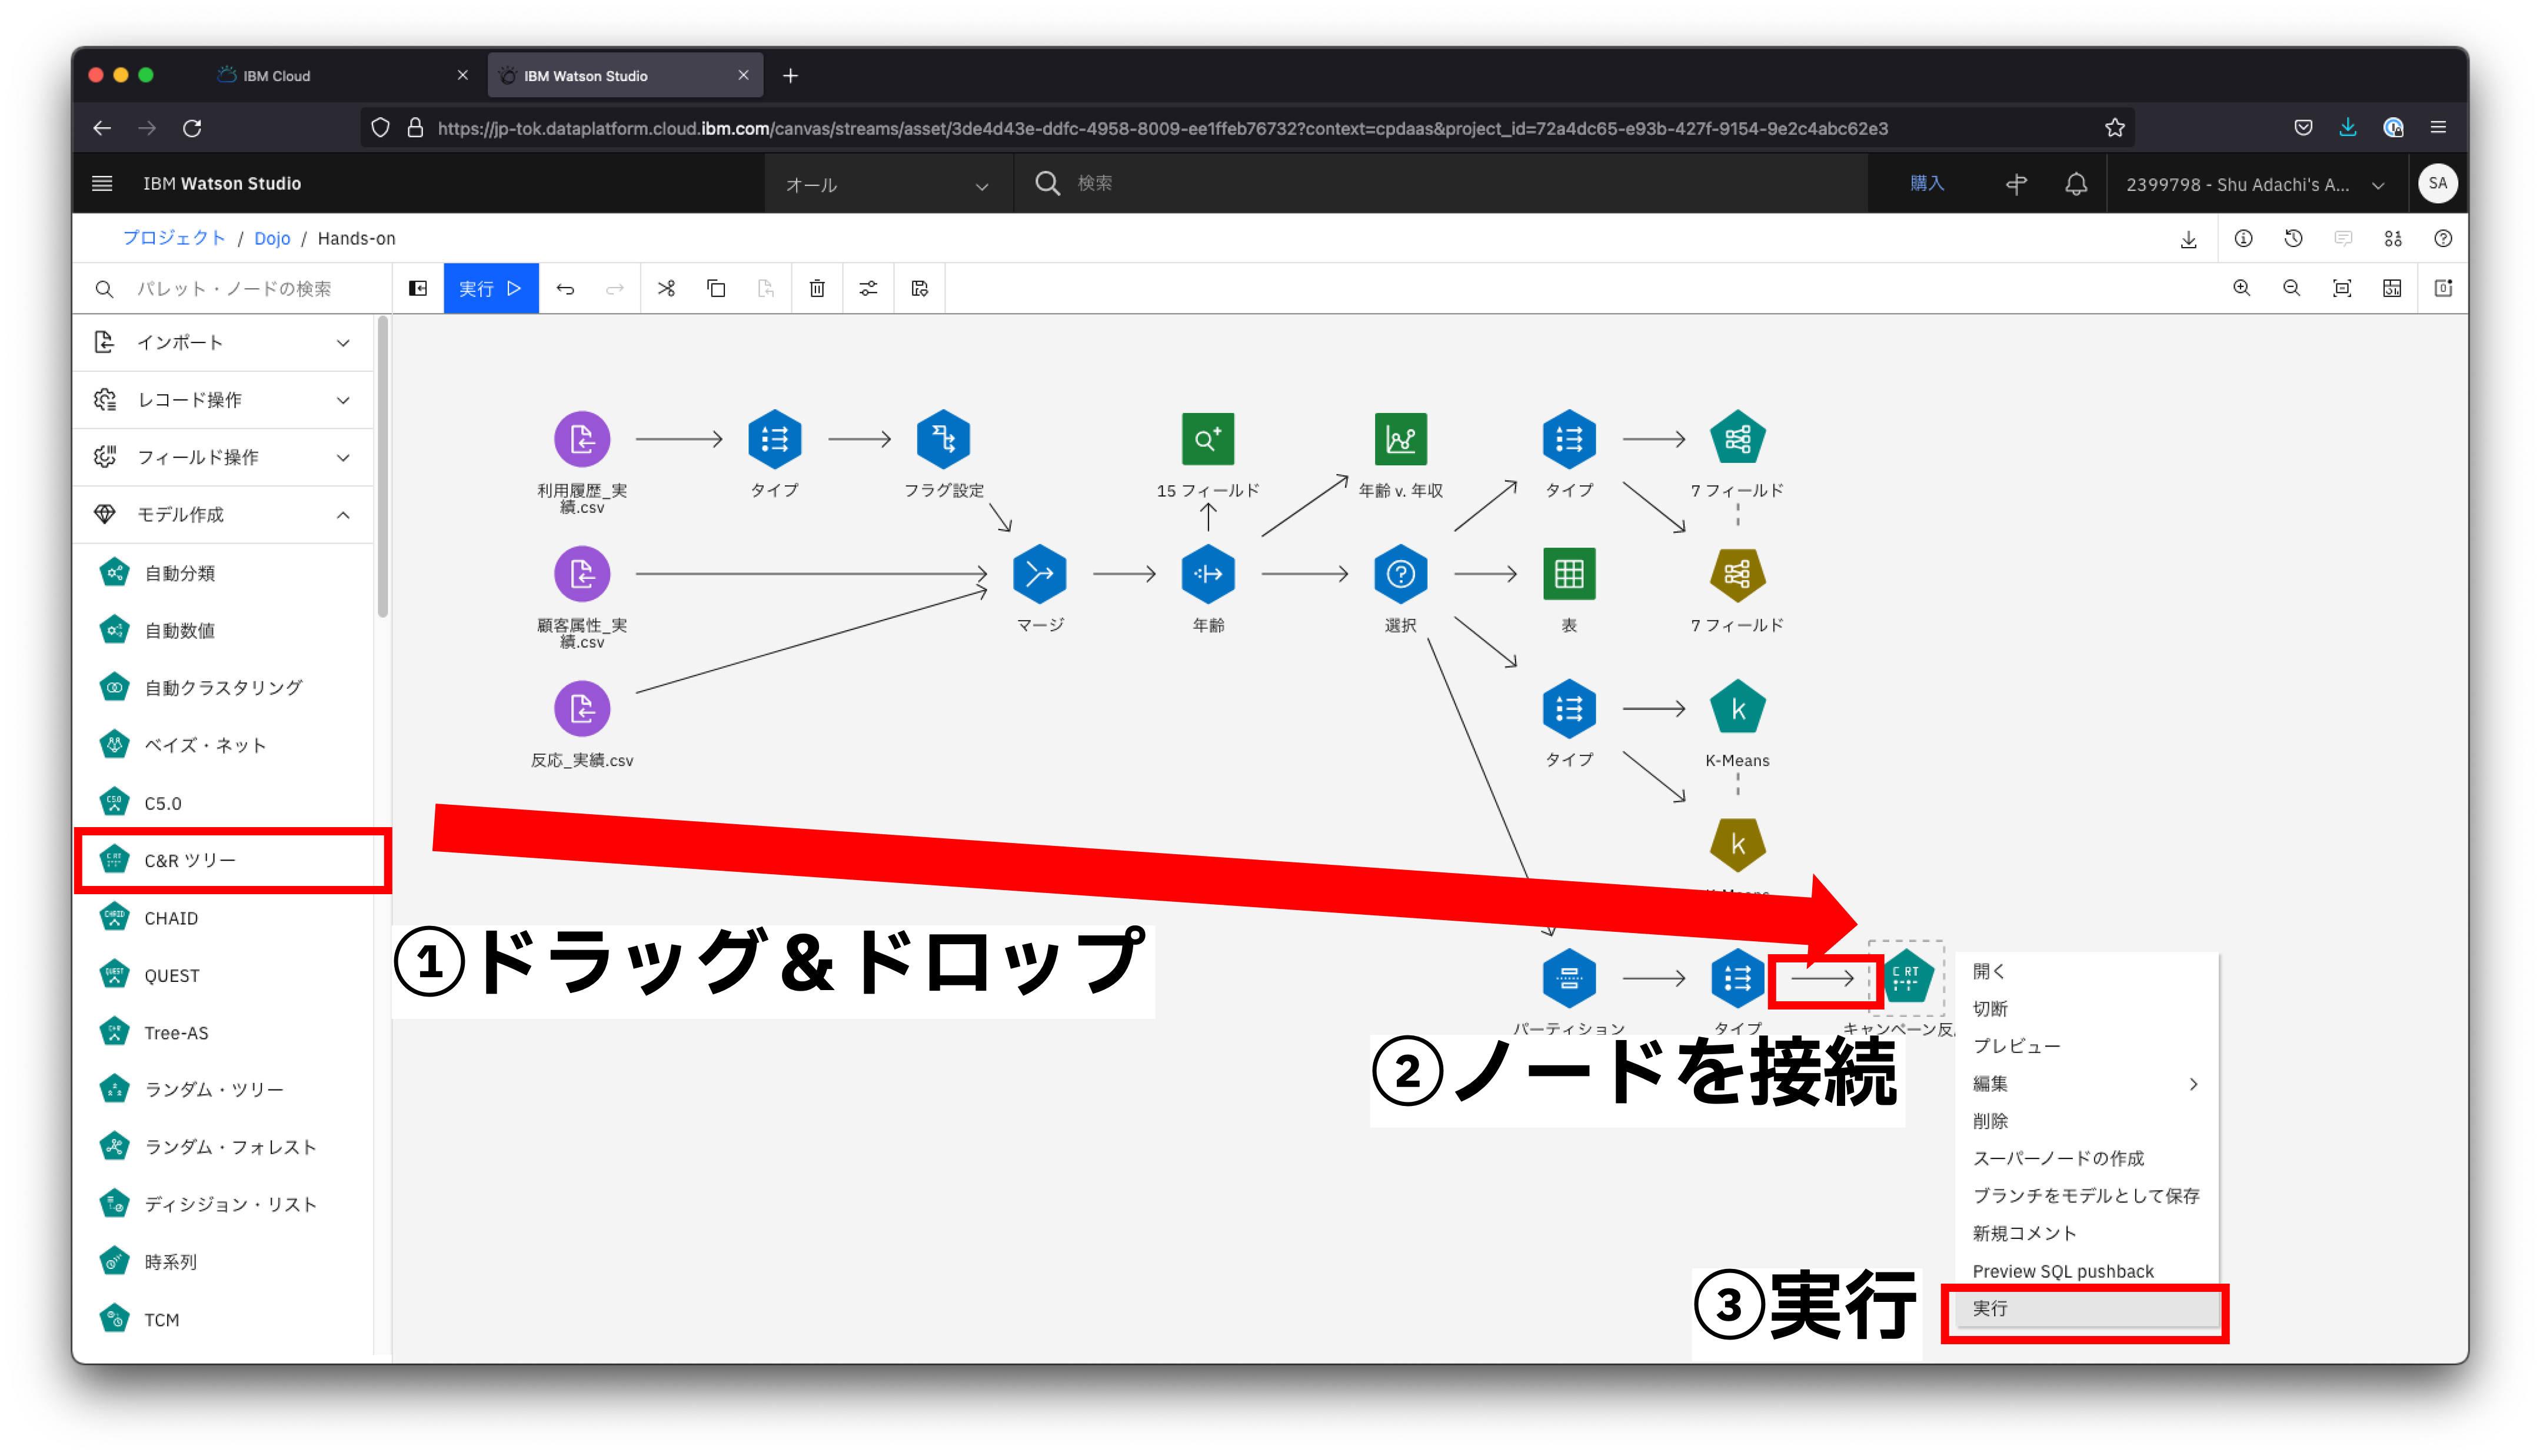 IBM Cloud
IBM Watson Studio
https://jp-tok.dataplatform.cloud.ibm.com/canvas/streams/asset/3de4d43e-ddfc-4958-8009-ee1ffeb76732?context=cpdaas&project_id=72a4dc65-e93b-427f-9154-9e2c4abc62e3
IBM Watson Studio
オール
検索
購入
2399798 - Shu Adachi's A...
SA
プロジェクト / Dojo / Hands-on
パレット・ノードの検索
実行
インポート
レコード操作
フィールド操作
モデル作成
自動分類
自動数値
自動クラスタリング
ベイズ・ネット
C5.0
C&R ツリー
CHAID
QUEST
Tree-AS
ランダム・ツリー
ランダム・フォレスト
ディシジョン・リスト
時系列
TCM
利用履歴_実
績.csv
タイプ
フラグ設定
15 フィールド
年齢 v. 年収
タイプ
7 フィールド
顧客属性_実
績.csv
マージ
年齢
選択
表
7 フィールド
反応_実績.csv
タイプ
K-Means
パーティション
タイプ
キャンペーン反
①ドラッグ＆ドロップ
②ノードを接続
③実行
開く
切断
プレビュー
編集
削除
スーパーノードの作成
ブランチをモデルとして保存
新規コメント
Preview SQL pushback
実行